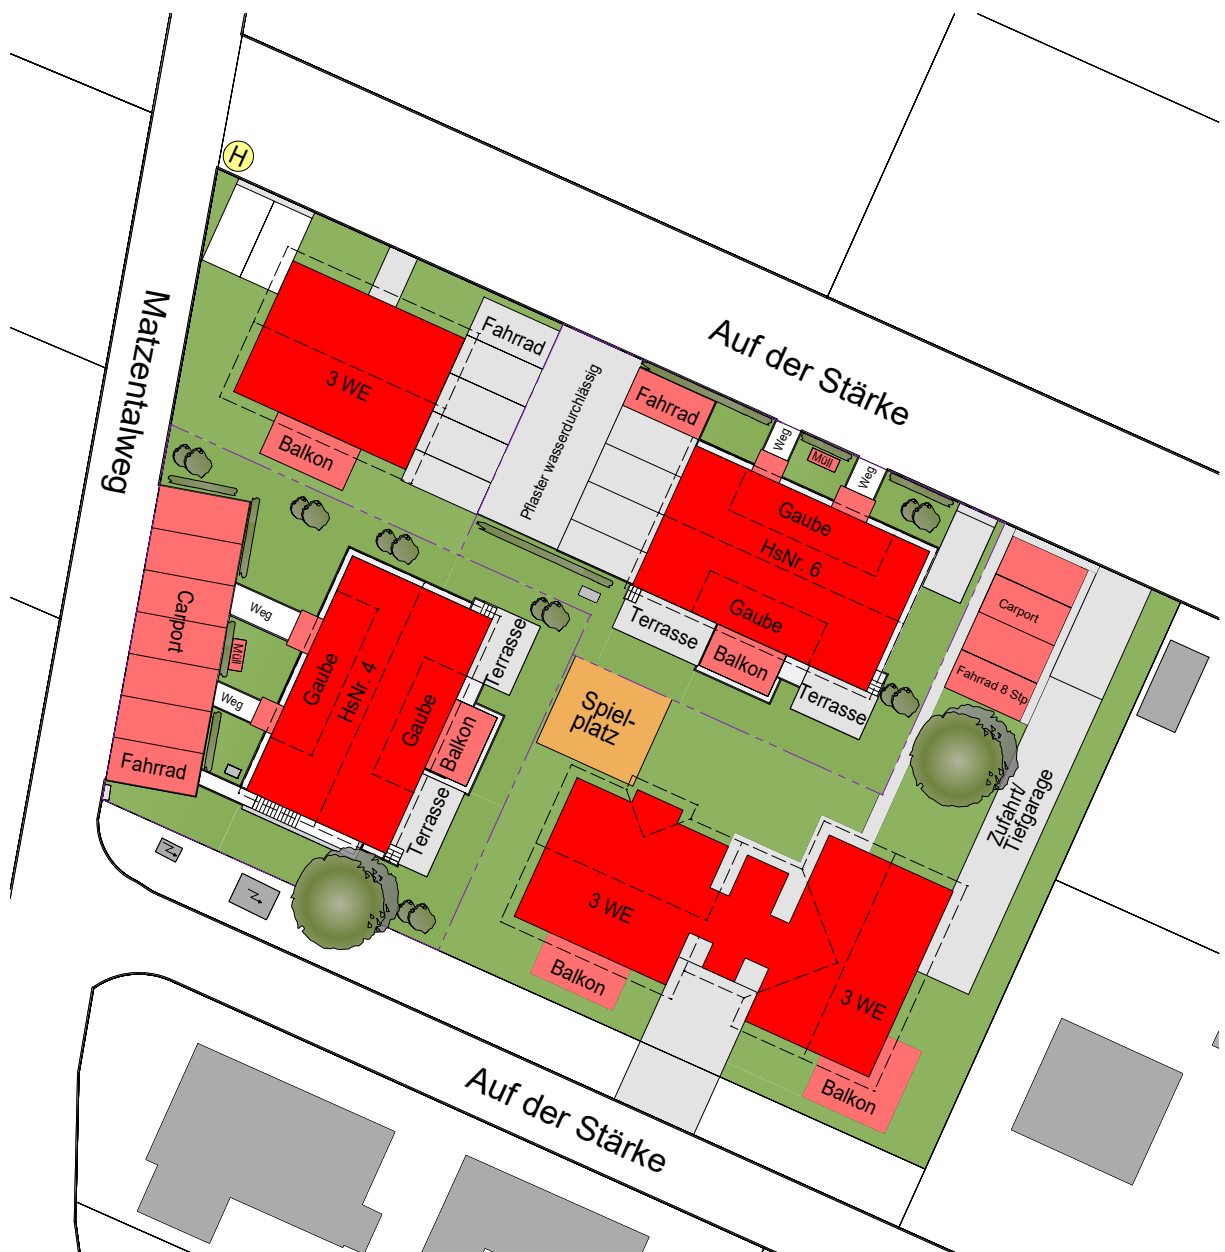 H
Matzentalweg
Auf der Stärke
Fahrrad
3 WE
Balkon
Pflaster wasserdurchlässig
Fahrrad
Weg
Müll
Weg
Gaube
HsNr. 6
Gaube
Terrasse
Balkon
Terrasse
Carport
Fahrrad 8 Stp
Zufahrt/
Tiefgarage
Carport
Fahrrad
Weg
Müll
Weg
Gaube
HsNr. 4
Gaube
Terrasse
Balkon
Terrasse
Spiel-
platz
3 WE
Balkon
3 WE
Balkon
N
N
Auf der Stärke